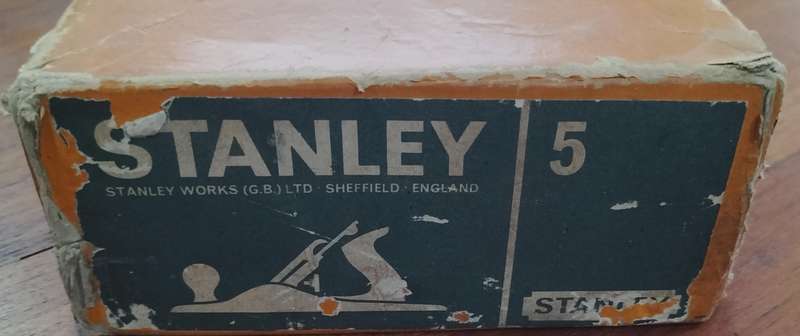 STANLEY
STANLEY WORKS (G.B.) LTD · SHEFFIELD · ENGLAND
5
STANLEY